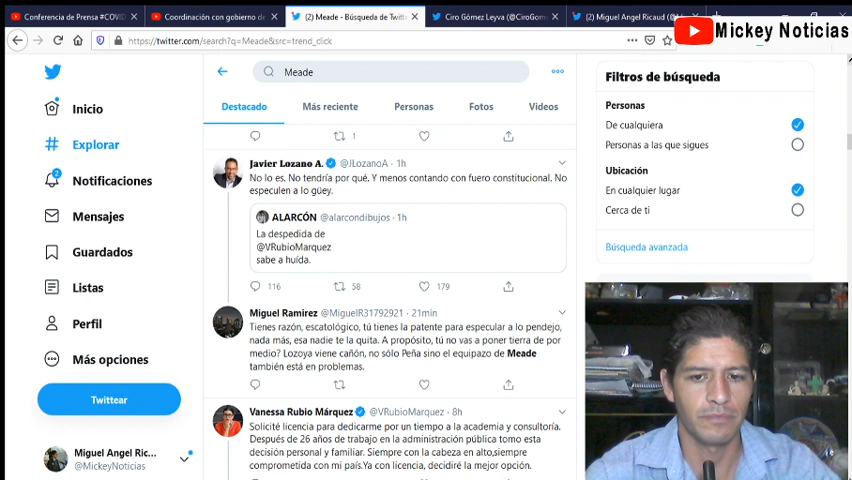 Conferencia de Prensa #COVID
Coordinación con gobierno de
Meade - Búsqueda de Twitt
Ciro Gómez Leyva (@CiroGome
Miguel Angel Ricaud (@M
Mickey Noticias
https://twitter.com/search?q=Meade&src=trend_click
Meade
Destacado
Más reciente
Personas
Fotos
Videos
Inicio
Explorar
2
Notificaciones
Mensajes
Guardados
Listas
Perfil
Más opciones
Twittear
Miguel Angel Ric...
@MickeyNoticias
1
Javier Lozano A. @JLozanoA · 1h
No lo es. No tendría por qué. Y menos contando con fuero constitucional. No
especulen a lo güey.
ALARCÓN @alarcondibujos · 1h
La despedida de
@VRubioMarquez
sabe a huída.
116 58 179
Miguel Ramirez @MiguelR31792921 · 21min
Tienes razón, escatológico, tú tienes la patente para especular a lo pendejo,
nada más, esa nadie te la quita. A propósito, tú no vas a poner tierra de por
medio? Lozoya viene cañón, no sólo Peña sino el equipazo de Meade
también está en problemas.
Vanessa Rubio Márquez @VRubioMarquez · 8h
Solicité licencia para dedicarme por un tiempo a la academia y consultoría.
Después de 26 años de trabajo en la administración pública tomo esta
decisión personal y familiar. Siempre con la cabeza en alto,siempre
comprometida con mi país.Ya con licencia, decidiré la mejor opción.
Filtros de búsqueda
Personas
De cualquiera
Personas a las que sigues
Ubicación
En cualquier lugar
Cerca de ti
Búsqueda avanzada